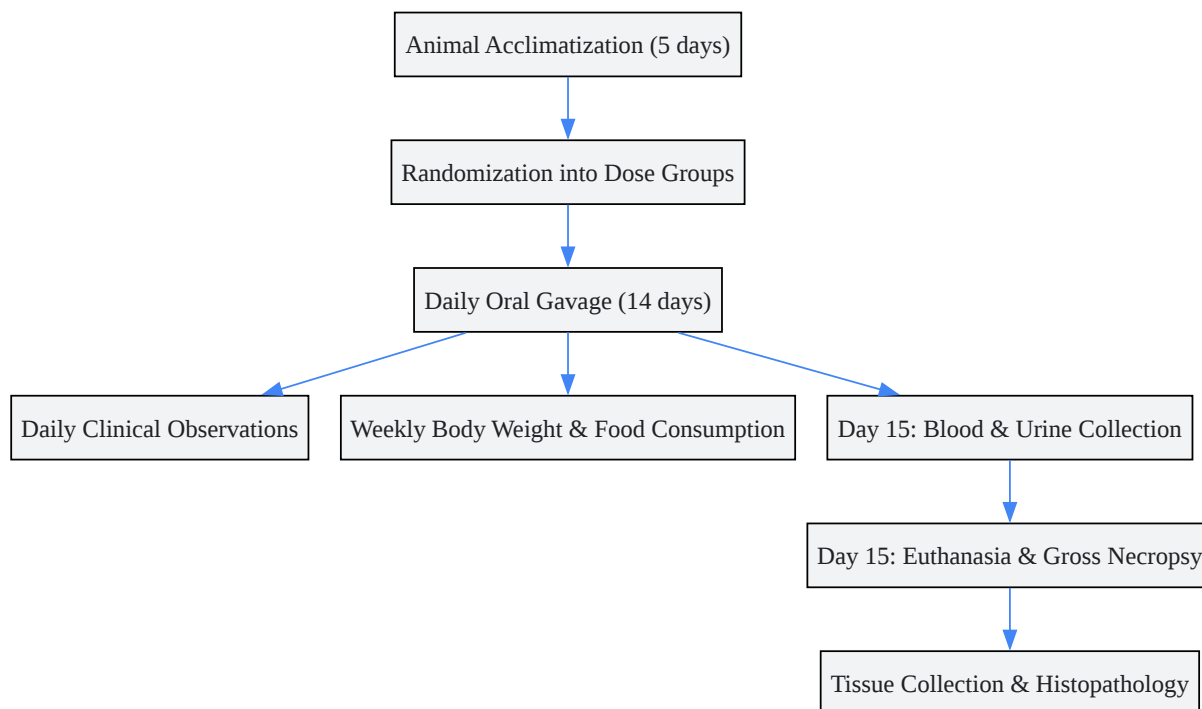 Animal Acclimatization (5 days)
Randomization into Dose Groups
Daily Oral Gavage (14 days)
Daily Clinical Observations
Weekly Body Weight & Food Consumption
Day 15: Blood & Urine Collection
Day 15: Euthanasia & Gross Necropsy
Tissue Collection & Histopathology